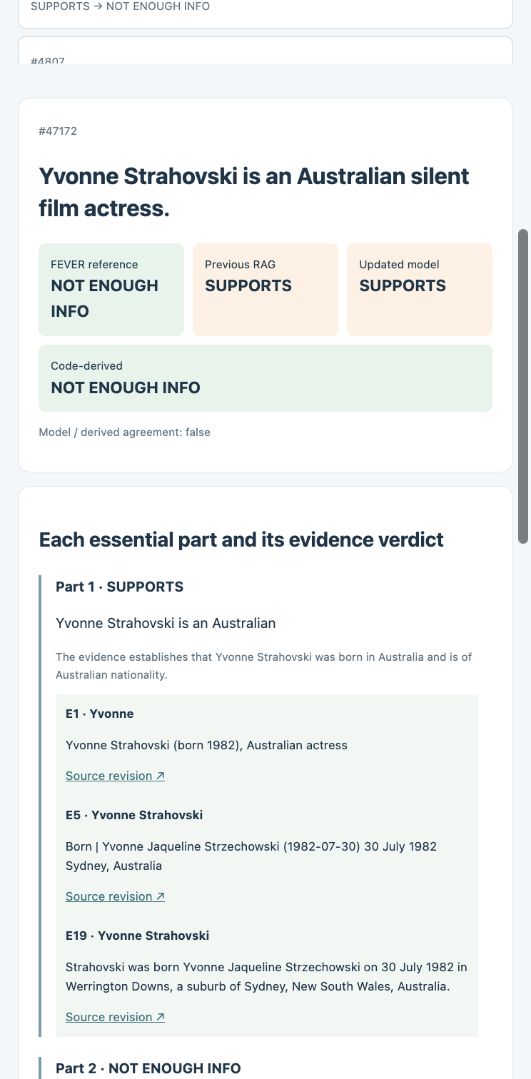 SUPPORTS → NOT ENOUGH INFO
#4807
#47172
Yvonne Strahovski is an Australian silent
film actress.
FEVER reference
NOT ENOUGH
INFO
Previous RAG
SUPPORTS
Updated model
SUPPORTS
Code-derived
NOT ENOUGH INFO
Model / derived agreement: false
Each essential part and its evidence verdict
Part 1 · SUPPORTS
Yvonne Strahovski is an Australian
The evidence establishes that Yvonne Strahovski was born in Australia and is of
Australian nationality.
E1 · Yvonne
Yvonne Strahovski (born 1982), Australian actress
Source revision ↗
E5 · Yvonne Strahovski
Born | Yvonne Jaqueline Strzechowski (1982-07-30) 30 July 1982
Sydney, Australia
Source revision ↗
E19 · Yvonne Strahovski
Strahovski was born Yvonne Jaqueline Strzechowski on 30 July 1982 in
Werrington Downs, a suburb of Sydney, New South Wales, Australia.
Source revision ↗
Part 2 · NOT ENOUGH INFO